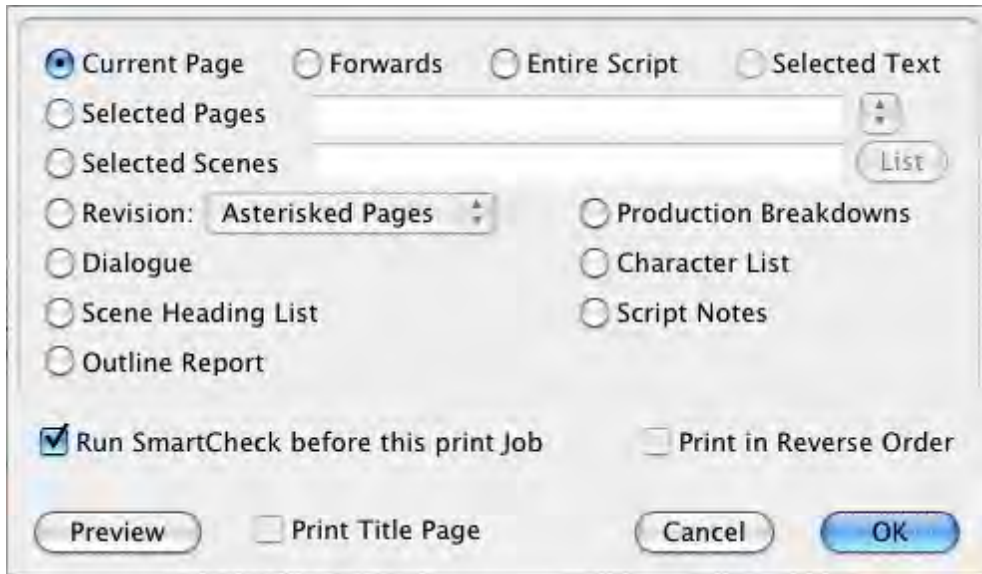 Current Page Forwards Entire Script Selected Text
Selected Pages
Selected Scenes List
Revision: Asterisked Pages Production Breakdowns
Dialogue Character List
Scene Heading List Script Notes
Outline Report
Run SmartCheck before this print Job Print in Reverse Order
Preview Print Title Page Cancel OK